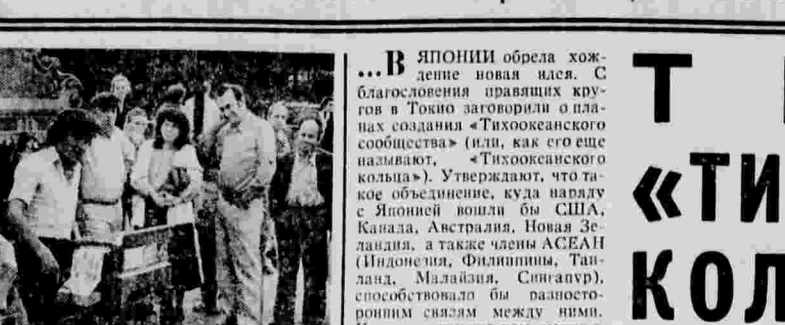 ...В ЯПОНИИ обрела хож-
дение новая идея. С
благословения правящих кру-
гов в Токио заговорили о пла-
нах создания «Тихоокеанского
сообщества» (или, как его еще
называют, «Тихоокеанского
кольца»). Утверждают, что та-
кое объединение, куда наряду
с Японией вошли бы США,
Канада, Австралия, Новая Зе-
ландия, а также члены АСЕАН
(Индонезия, Филиппины, Таи-
ланд, Малайзия, Сингапур),
способствовало бы разносто-
ронним связям между ними.
Т
«ТИ
КОЛ